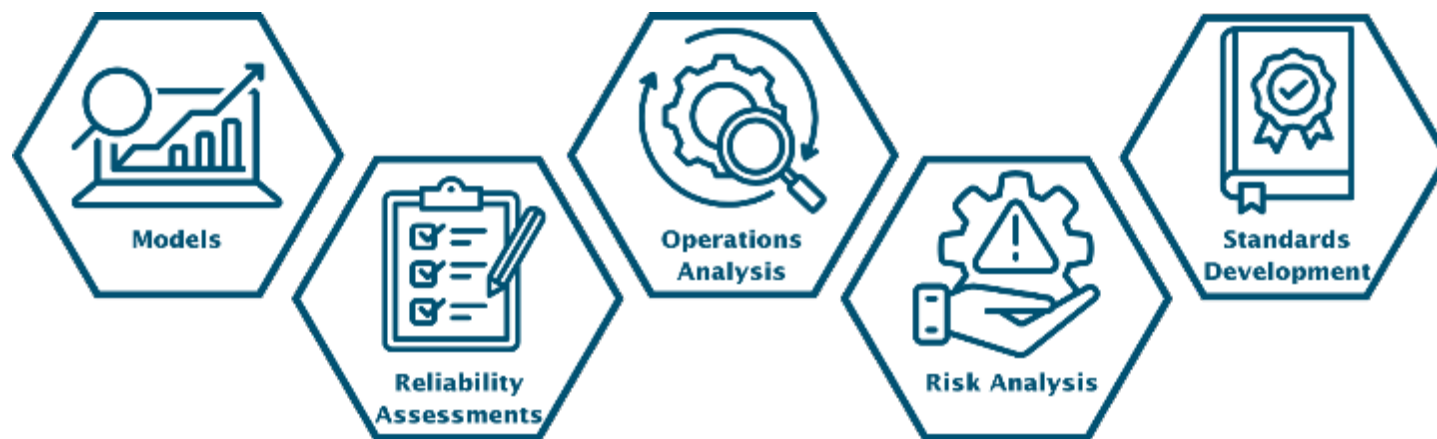 Models
Reliability
Assessments
Operations
Analysis
Risk Analysis
Standards
Development